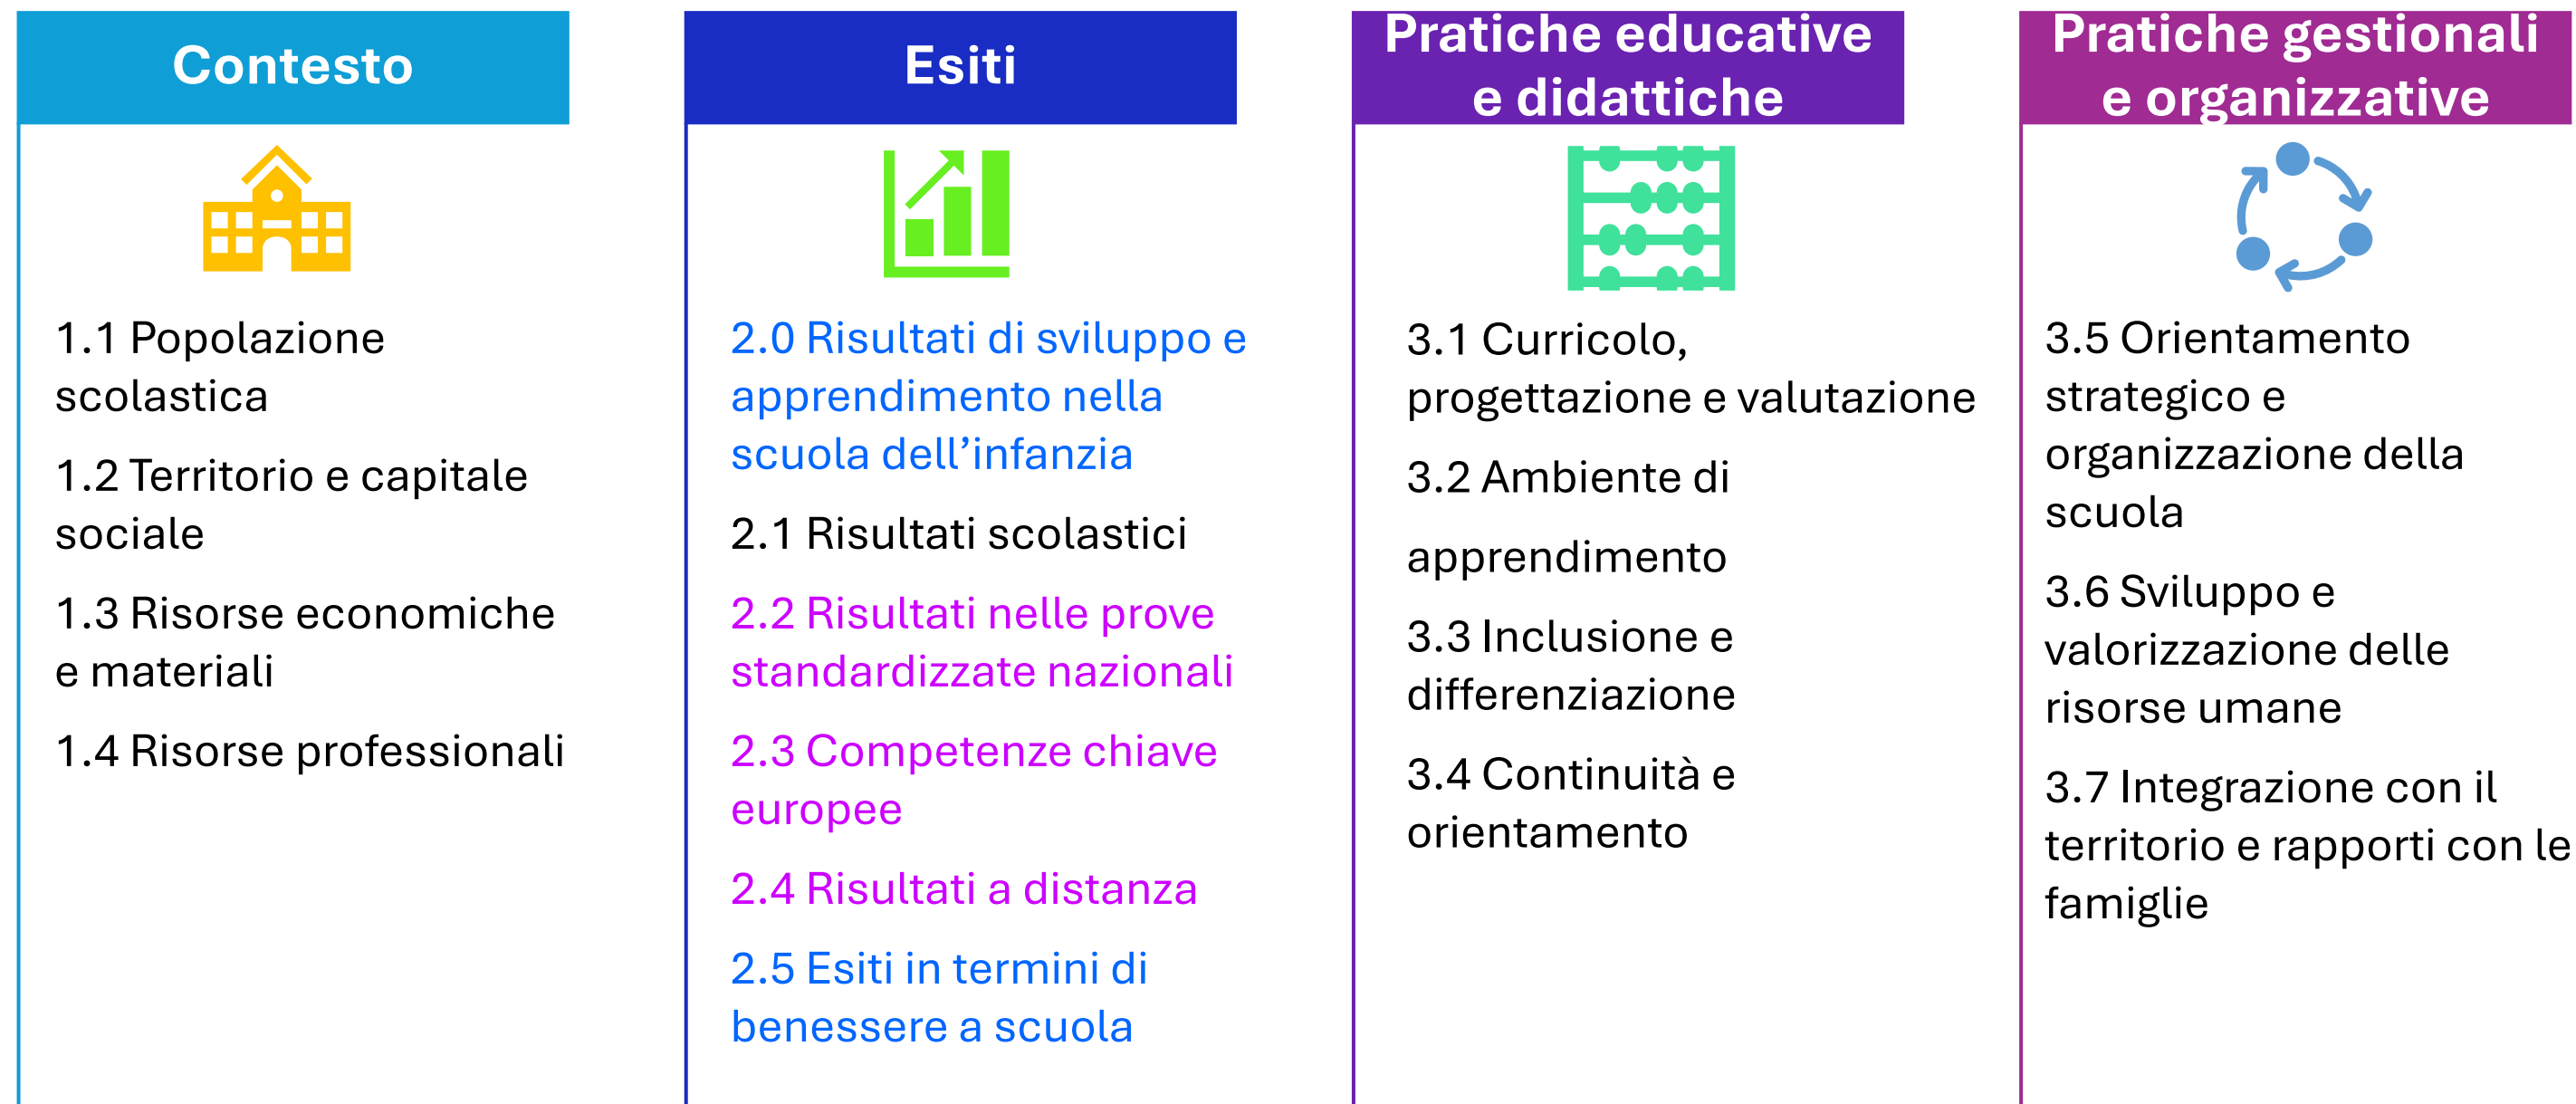 Contesto
1.1 Popolazione
scolastica
1.2 Territorio e capitale
sociale
1.3 Risorse economiche
e materiali
1.4 Risorse professionali
Esiti
2.0 Risultati di sviluppo e
apprendimento nella
scuola dell’infanzia
2.1 Risultati scolastici
2.2 Risultati nelle prove
standardizzate nazionali
2.3 Competenze chiave
europee
2.4 Risultati a distanza
2.5 Esiti in termini di
benessere a scuola
Pratiche educative
e didattiche
3.1 Curricolo,
progettazione e valutazione
3.2 Ambiente di
apprendimento
3.3 Inclusione e
differenziazione
3.4 Continuità e
orientamento
Pratiche gestionali
e organizzative
3.5 Orientamento
strategico e
organizzazione della
scuola
3.6 Sviluppo e
valorizzazione delle
risorse umane
3.7 Integrazione con il
territorio e rapporti con le
famiglie